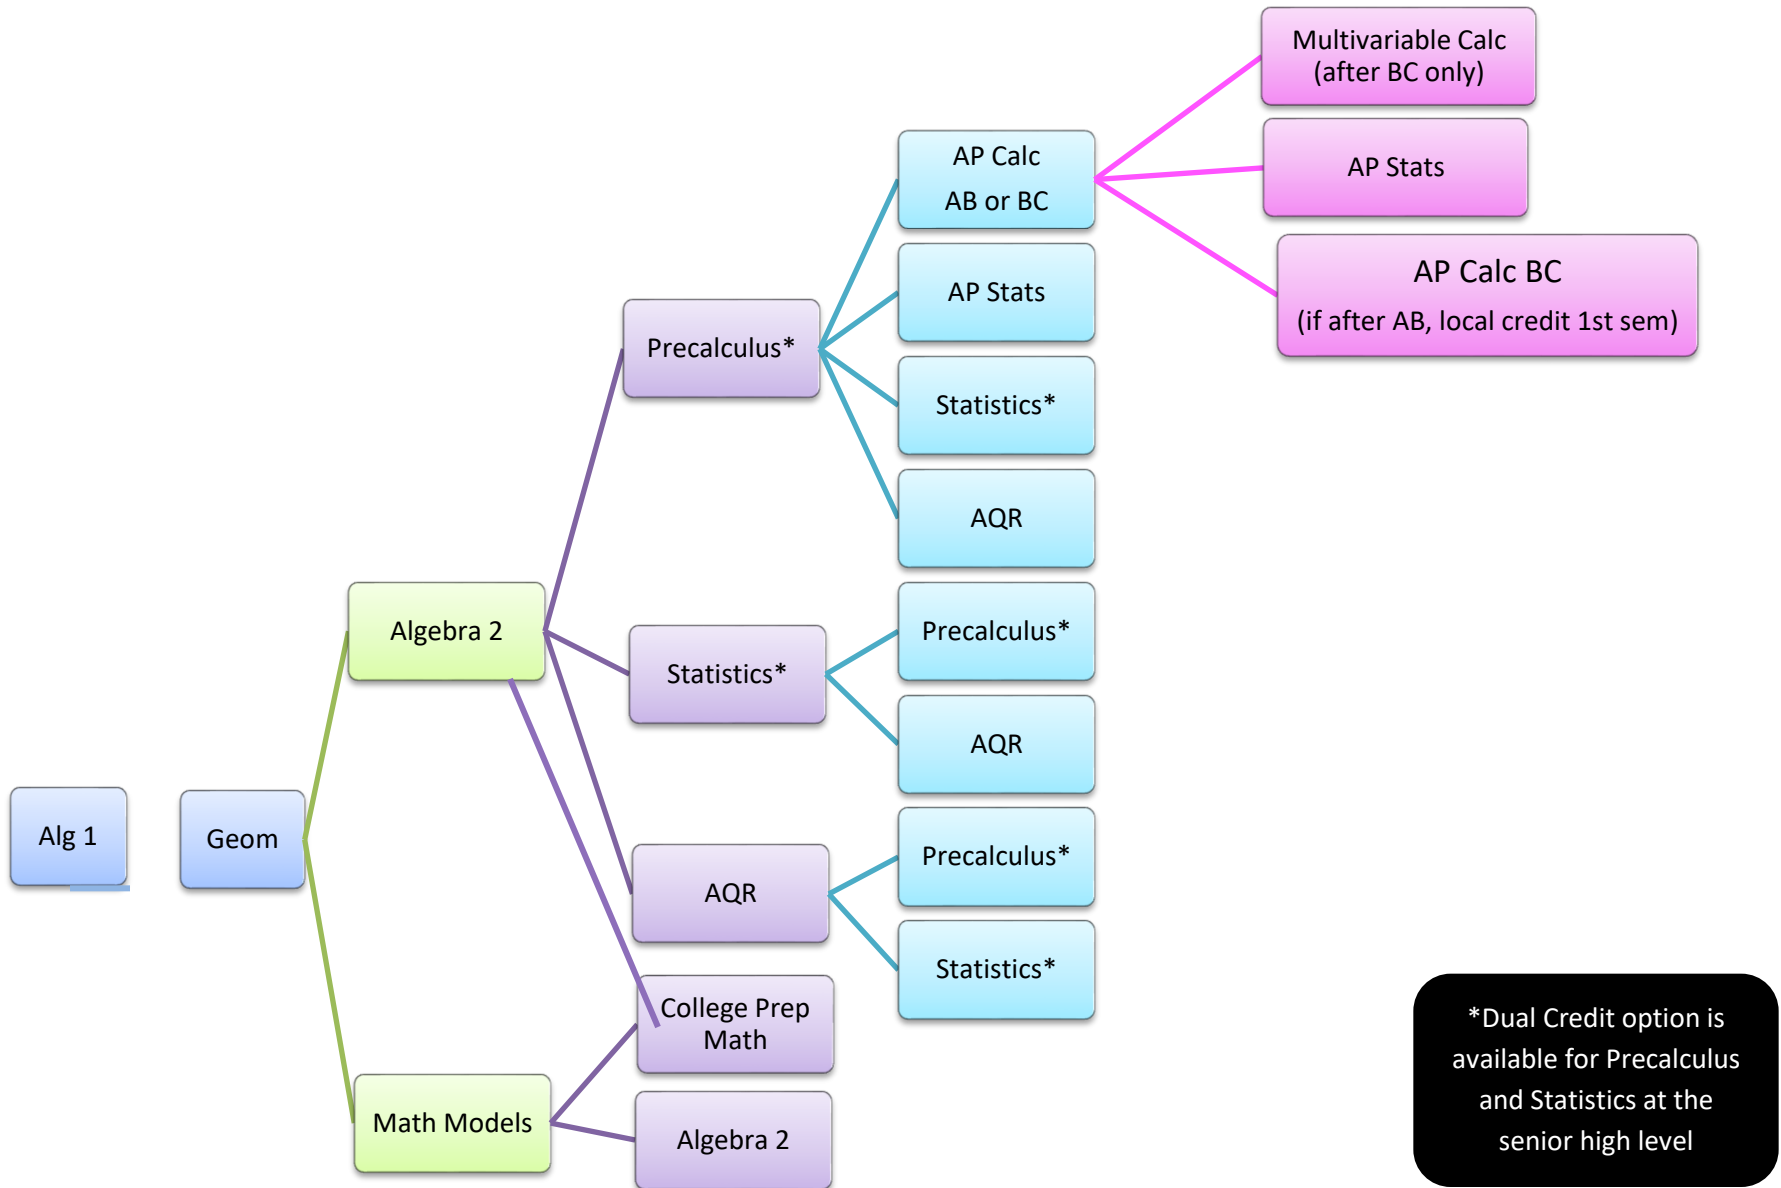 Alg 1
Geom
Algebra 2
Math Models
Precalculus*
Statistics*
AQR
College Prep
Math
Algebra 2
AP Calc
AB or BC
AP Stats
Statistics*
AQR
Precalculus*
AQR
Precalculus*
Statistics*
Multivariable Calc
(after BC only)
AP Stats
AP Calc BC
(if after AB, local credit 1st sem)
*Dual Credit option is
available for Precalculus
and Statistics at the
senior high level